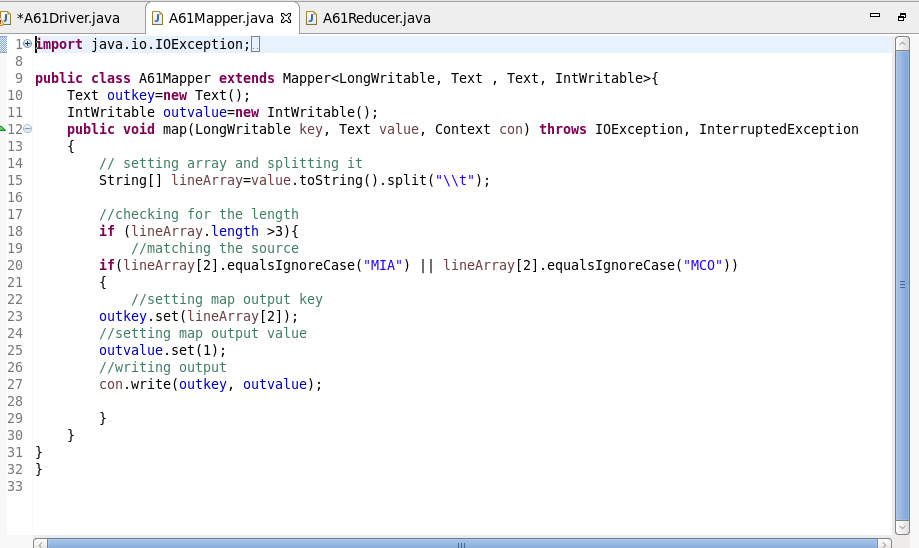 *A61Driver.java A61Mapper.java A61Reducer.java
1 import java.io.IOException;
8
9 public class A61Mapper extends Mapper<LongWritable, Text , Text, IntWritable>{
10     Text outkey=new Text();
11     IntWritable outvalue=new IntWritable();
12     public void map(LongWritable key, Text value, Context con) throws IOException, InterruptedException
13     {
14         // setting array and splitting it
15         String[] lineArray=value.toString().split("\\t");
16
17         //checking for the length
18         if (lineArray.length >3){
19             //matching the source
20         if(lineArray[2].equalsIgnoreCase("MIA") || lineArray[2].equalsIgnoreCase("MCO"))
21         {
22             //setting map output key
23         outkey.set(lineArray[2]);
24         //setting map output value
25         outvalue.set(1);
26         //writing output
27         con.write(outkey, outvalue);
28
29         }
30     }
31 }
32 }
33